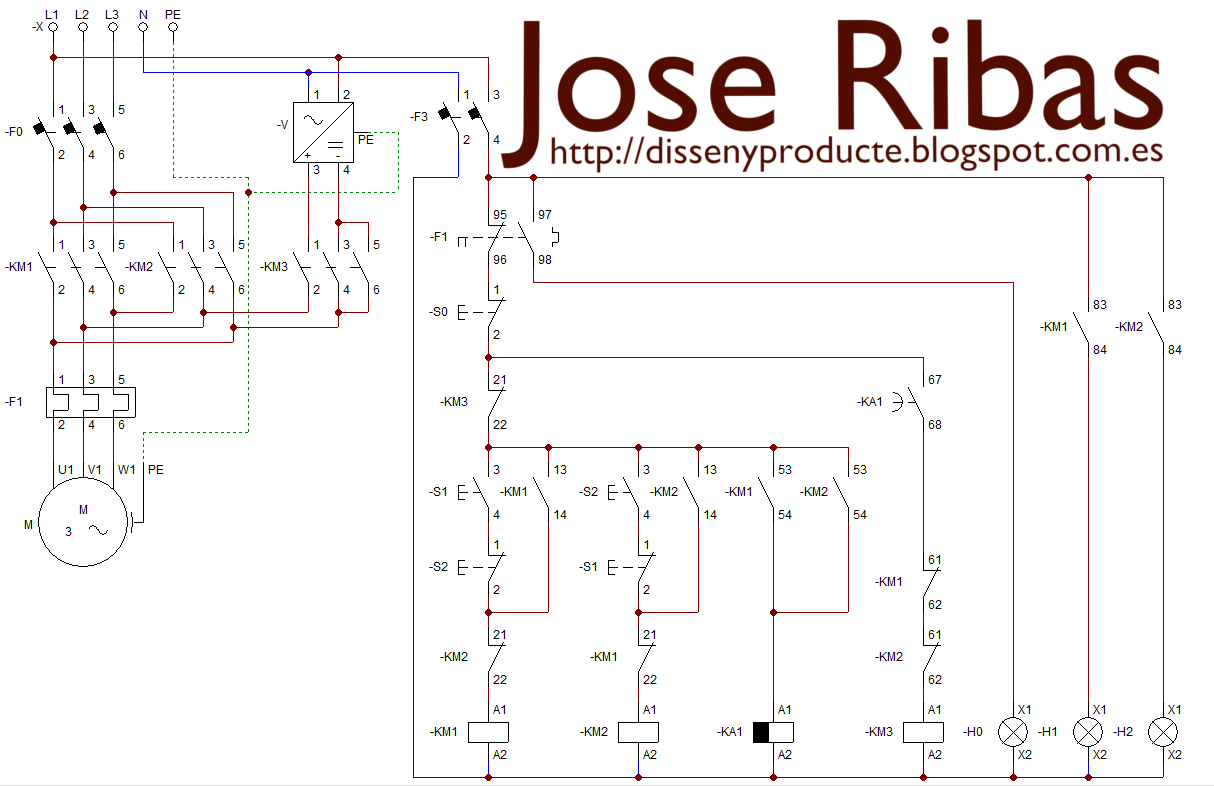 L1 L2 L3 N PE
-X
Jose Ribas
http://dissenyproducte.blogspot.com.es
1 3 5
-F0
2 4 6
1 2
-V
PE
+ -
3 4
1 3
-F3
2 4
1 3 5 1 3 5 1 3 5
-KM1 -KM2 -KM3
2 4 6 2 4 6 2 4 6
95 97
-F1
96 98
1
-S0
2
83 83
-KM1 -KM2
84 84
1 3 5
-F1
2 4 6
21
-KM3
22
67
-KA1
68
U1 V1 W1 PE
M
M
3
3 13 3 13 53 53
-S1 -KM1 -S2 -KM2 -KM1 -KM2
4 14 4 14 54 54
1 1
-S2 -S1
2 2
61
-KM1
62
21 21 61
-KM2 -KM1 -KM2
22 22 62
A1 A1 A1 A1 X1 X1 X1
-KM1 -KM2 -KA1 -KM3 -H0 -H1 -H2
A2 A2 A2 A2 X2 X2 X2